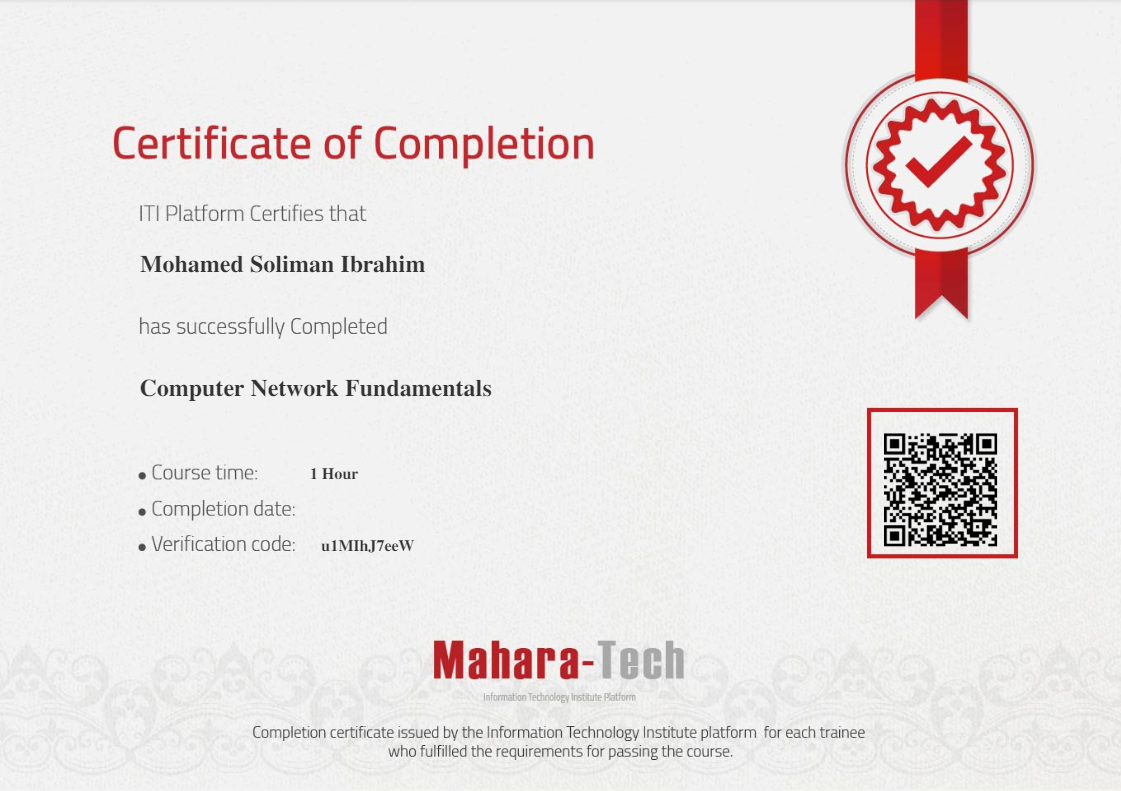 Certificate of Completion
ITI Platform Certifies that
Mohamed Soliman Ibrahim
has successfully Completed
Computer Network Fundamentals
• Course time: 1 Hour
• Completion date:
• Verification code: u1MIhJ7eeW
Mahara-Tech
Information Technology Institute Platform
Completion certificate issued by the Information Technology Institute platform for each trainee
who fulfilled the requirements for passing the course.